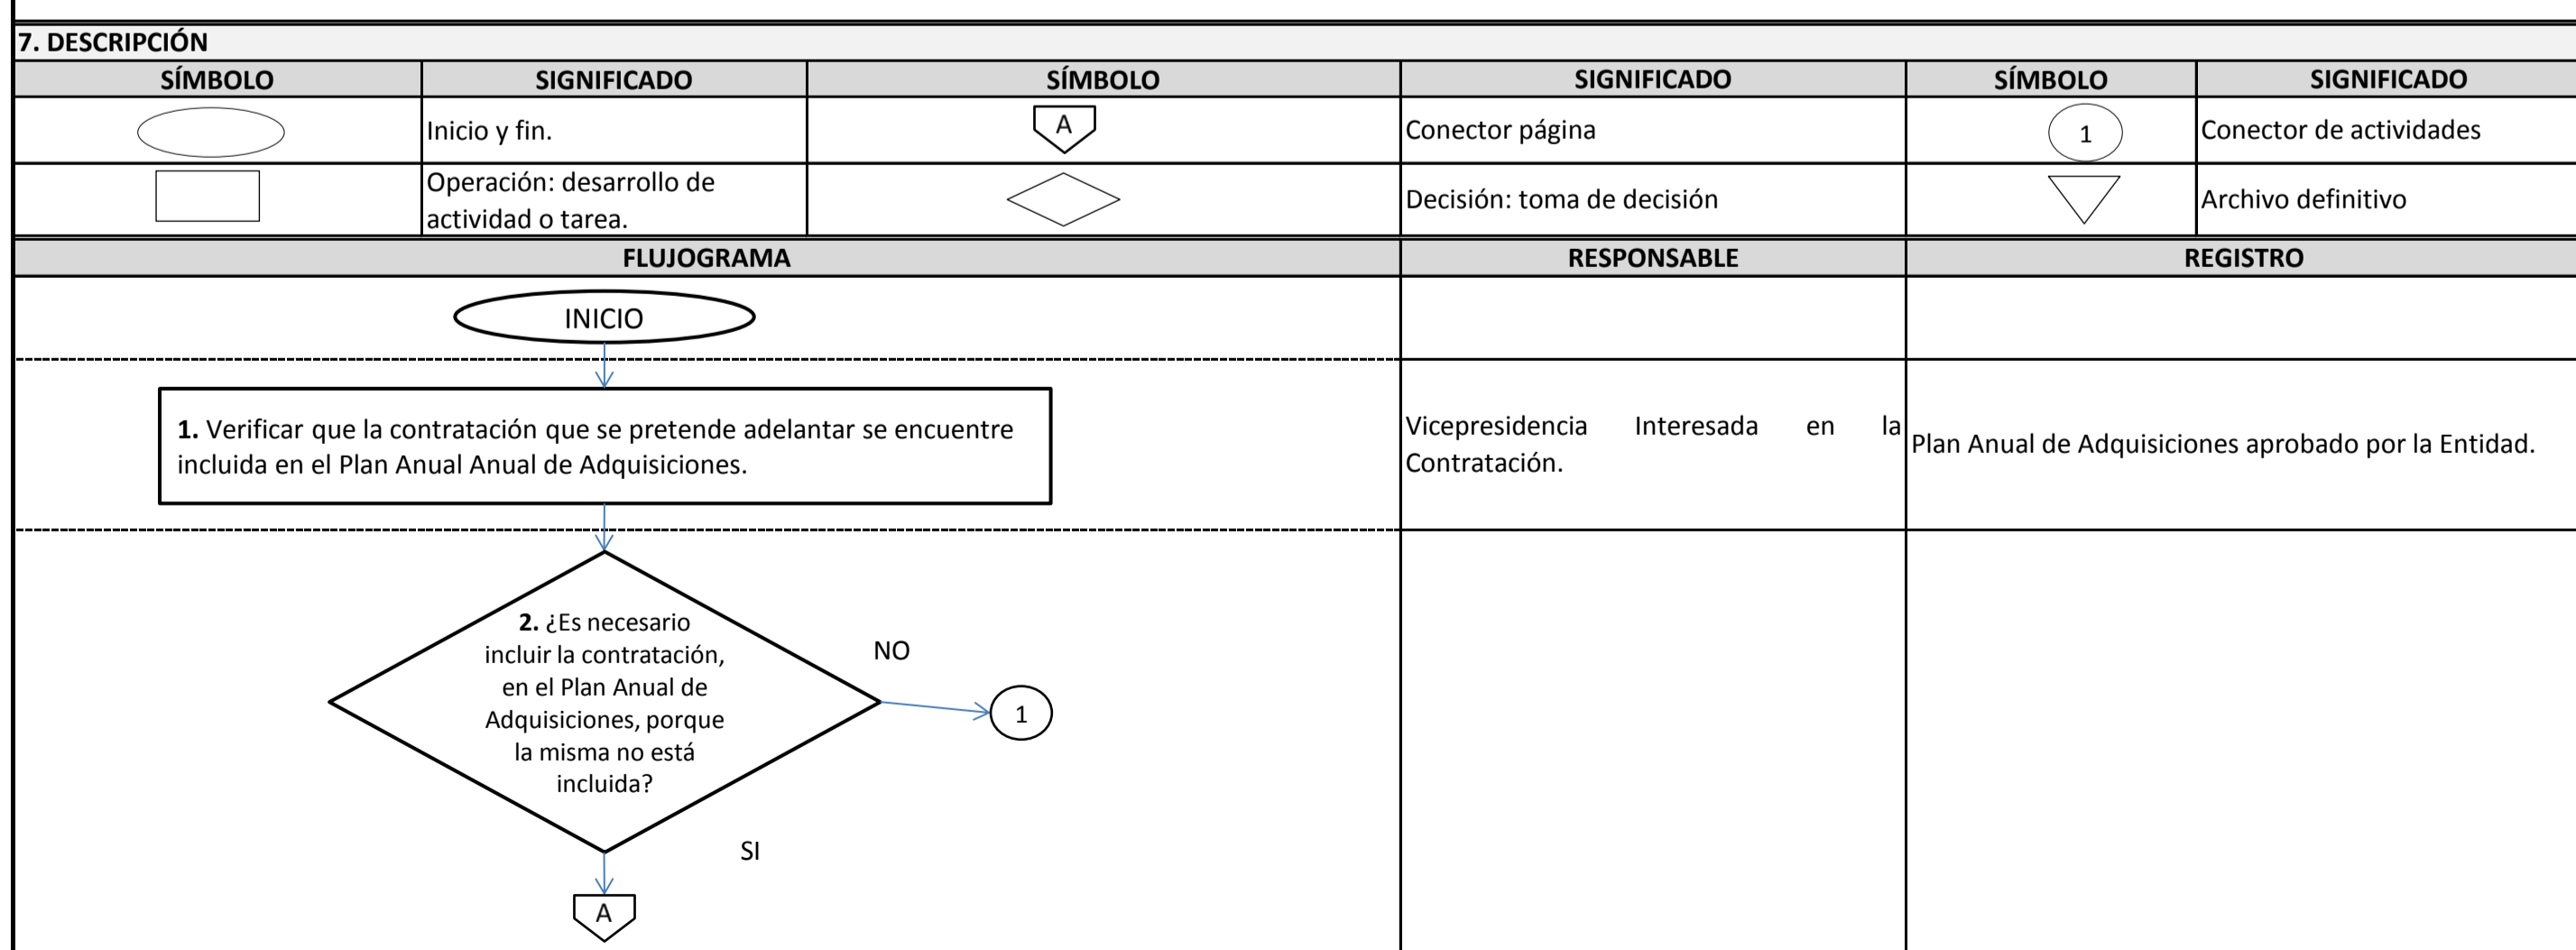 7. DESCRIPCIÓN
SÍMBOLO SIGNIFICADO SÍMBOLO SIGNIFICADO SÍMBOLO SIGNIFICADO
Inicio y fin. A Conector página 1 Conector de actividades
Operación: desarrollo de
actividad o tarea.
Decisión: toma de decisión
Archivo definitivo
FLUJOGRAMA RESPONSABLE REGISTRO
INICIO
1. Verificar que la contratación que se pretende adelantar se encuentre
incluida en el Plan Anual Anual de Adquisiciones.
Vicepresidencia Interesada en la
Contratación.
Plan Anual de Adquisiciones aprobado por la Entidad.
2. ¿Es necesario
incluir la contratación,
en el Plan Anual de
Adquisiciones, porque
la misma no está
incluida?
NO
1
SI
A